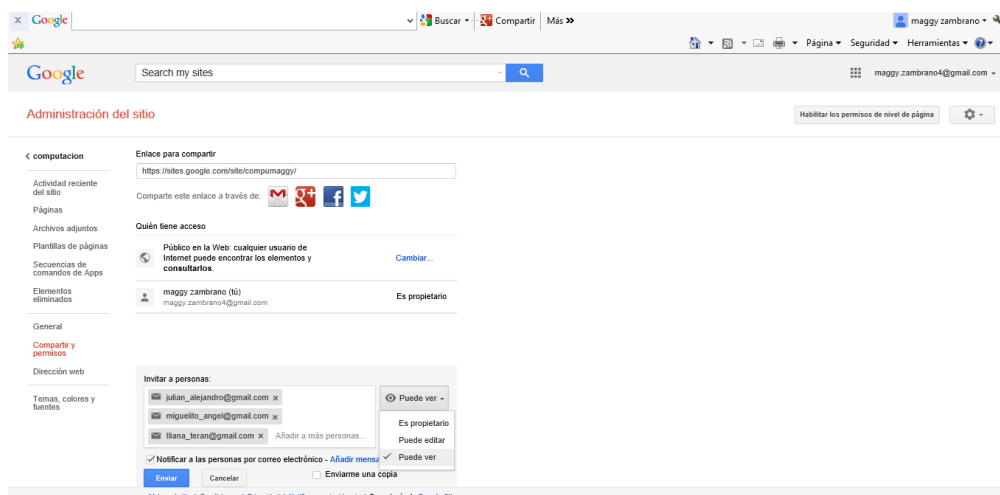 x Google
Buscar
Compartir
Más »
maggy zambrano
Página
Seguridad
Herramientas
Google
Search my sites
maggy.zambrano4@gmail.com
Administración del sitio
Habilitar los permisos de nivel de página
computacion
Actividad reciente
del sitio
Páginas
Archivos adjuntos
Plantillas de páginas
Secuencias de
comandos de Apps
Elementos
eliminados
General
Compartir y
permisos
Dirección web
Temas, colores y
fuentes
Enlace para compartir
https://sites.google.com/site/compumaggy/
Comparte este enlace a través de:
Quién tiene acceso
Público en la Web: cualquier usuario de
Internet puede encontrar los elementos y
consultarlos.
Cambiar...
maggy zambrano (tú)
maggy.zambrano4@gmail.com
Es propietario
Invitar a personas:
julian_alejandro@gmail.com x
miguelito_angel@gmail.com x
lliana_teran@gmail.com x Añadir a más personas...
Puede ver
Es propietario
Puede editar
Puede ver
Notificar a las personas por correo electrónico - Añadir mensa
Enviar
Cancelar
Enviarme una copia